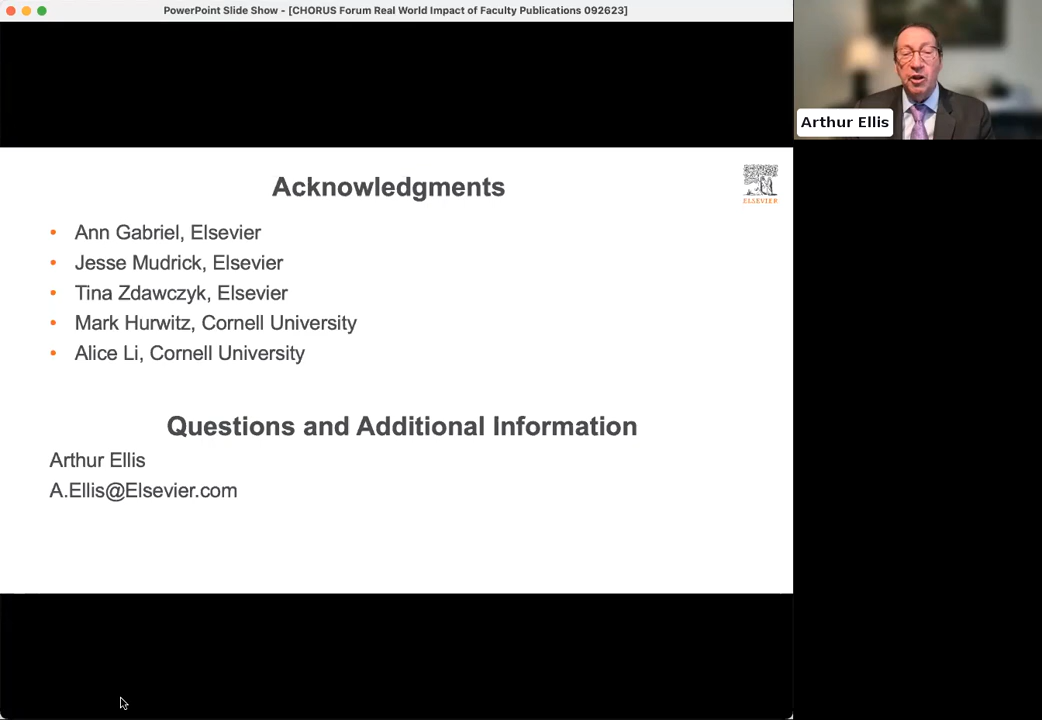 PowerPoint Slide Show - [CHORUS Forum Real World Impact of Faculty Publications 092623]
Arthur Ellis
Acknowledgments
ELSEVIER
• Ann Gabriel, Elsevier
• Jesse Mudrick, Elsevier
• Tina Zdawczyk, Elsevier
• Mark Hurwitz, Cornell University
• Alice Li, Cornell University
Questions and Additional Information
Arthur Ellis
A.Ellis@Elsevier.com